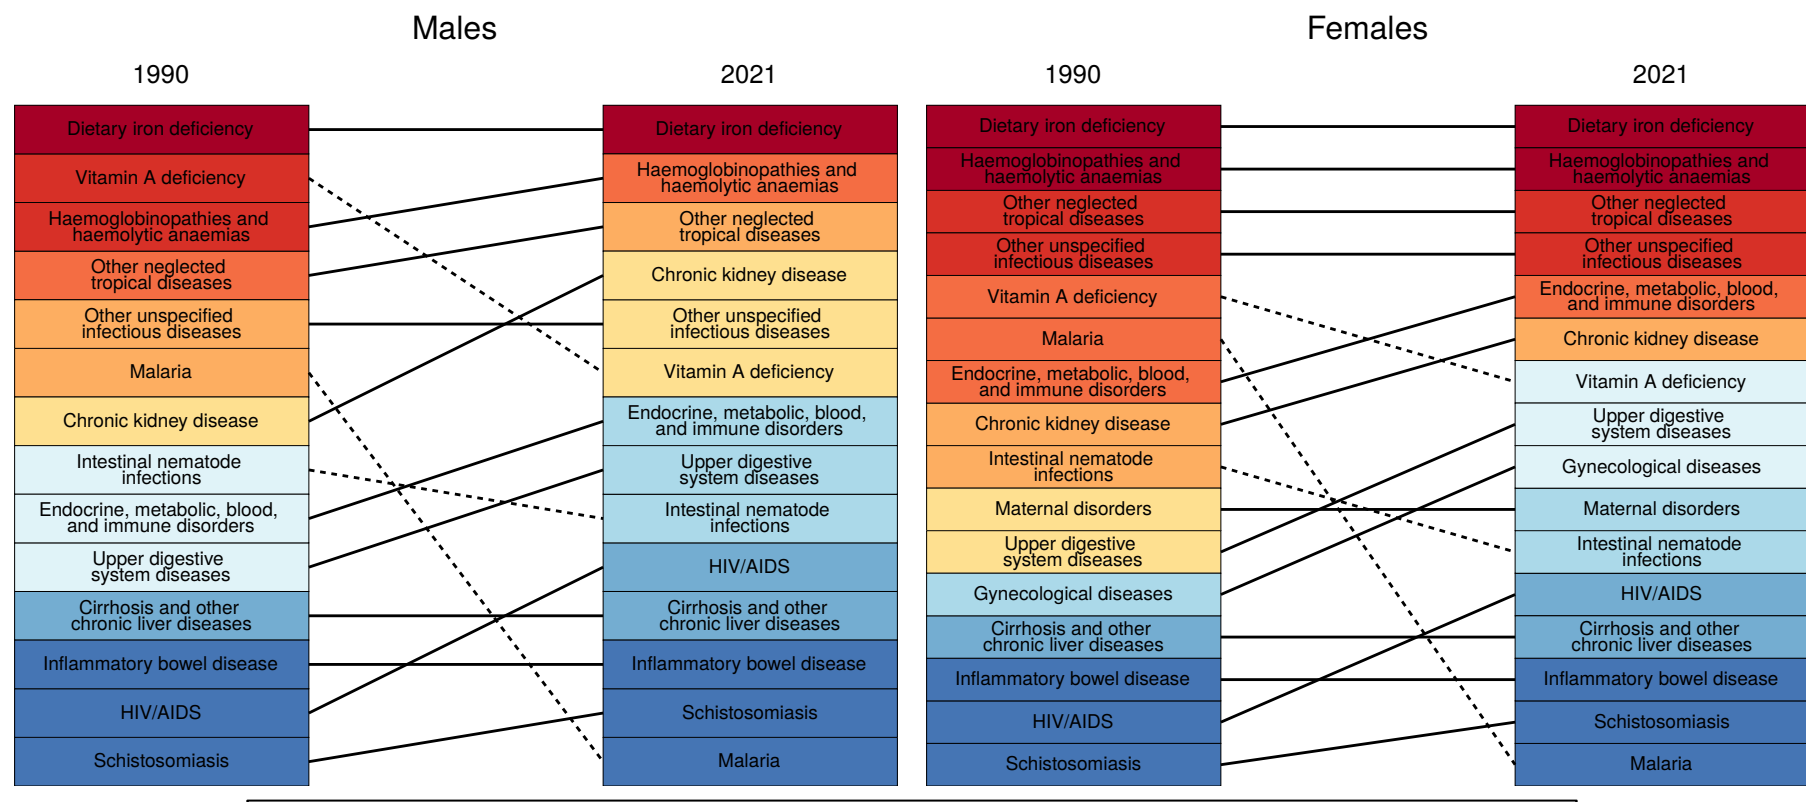 Males
1990
2021
Dietary iron deficiency
Vitamin A deficiency
Haemoglobinopathies and
haemolytic anaemias
Other neglected
tropical diseases
Other unspecified
infectious diseases
Malaria
Chronic kidney disease
Intestinal nematode
infections
Endocrine, metabolic, blood,
and immune disorders
Upper digestive
system diseases
Cirrhosis and other
chronic liver diseases
Inflammatory bowel disease
HIV/AIDS
Schistosomiasis
Dietary iron deficiency
Haemoglobinopathies and
haemolytic anaemias
Other neglected
tropical diseases
Chronic kidney disease
Other unspecified
infectious diseases
Vitamin A deficiency
Endocrine, metabolic, blood,
and immune disorders
Upper digestive
system diseases
Intestinal nematode
infections
HIV/AIDS
Cirrhosis and other
chronic liver diseases
Inflammatory bowel disease
Schistosomiasis
Malaria
Females
1990
2021
Dietary iron deficiency
Haemoglobinopathies and
haemolytic anaemias
Other neglected
tropical diseases
Other unspecified
infectious diseases
Vitamin A deficiency
Malaria
Endocrine, metabolic, blood,
and immune disorders
Chronic kidney disease
Intestinal nematode
infections
Maternal disorders
Upper digestive
system diseases
Gynecological diseases
Cirrhosis and other
chronic liver diseases
Inflammatory bowel disease
HIV/AIDS
Schistosomiasis
Dietary iron deficiency
Haemoglobinopathies and
haemolytic anaemias
Other neglected
tropical diseases
Other unspecified
infectious diseases
Endocrine, metabolic, blood,
and immune disorders
Chronic kidney disease
Vitamin A deficiency
Upper digestive
system diseases
Gynecological diseases
Maternal disorders
Intestinal nematode
infections
HIV/AIDS
Cirrhosis and other
chronic liver diseases
Inflammatory bowel disease
Schistosomiasis
Malaria